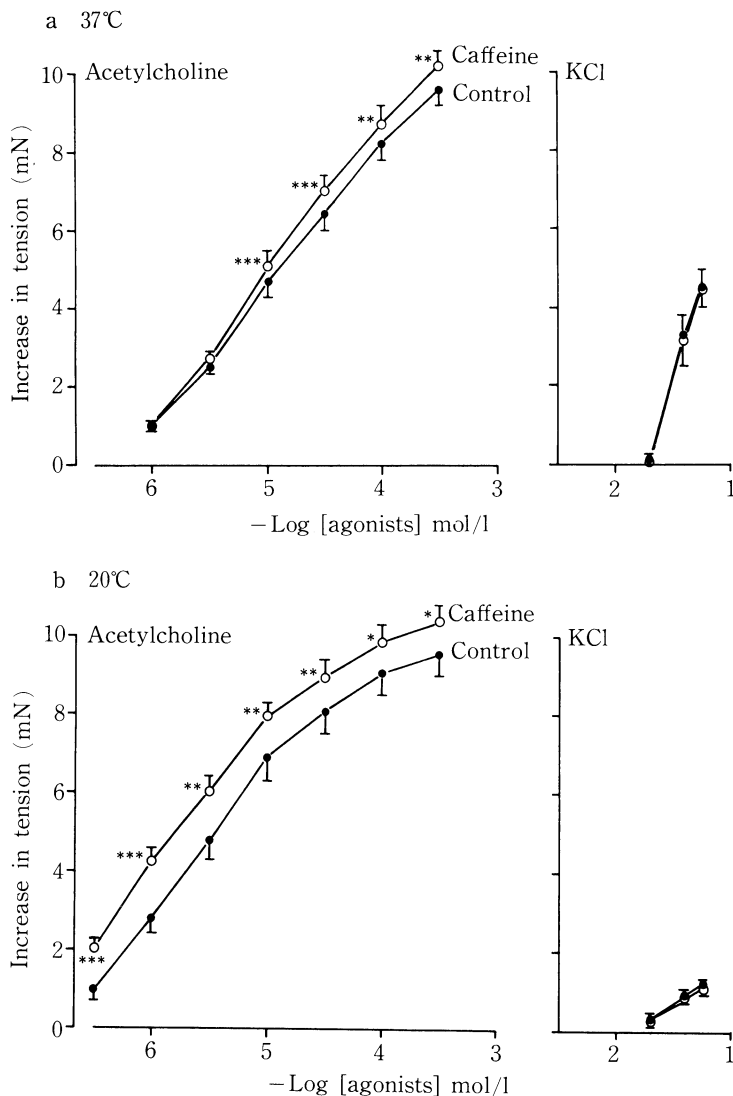 a 37℃
Acetylcholine
** Caffeine
Control
KCl
**
***
***
Increase in tension (mN)
10
8
6
4
2
0
6 5 4 3
2 1
−Log [agonists] mol/l
b 20℃
Acetylcholine
* Caffeine
Control
KCl
*
**
**
**
***
***
Increase in tension (mN)
10
8
6
4
2
0
6 5 4 3
2 1
−Log [agonists] mol/l